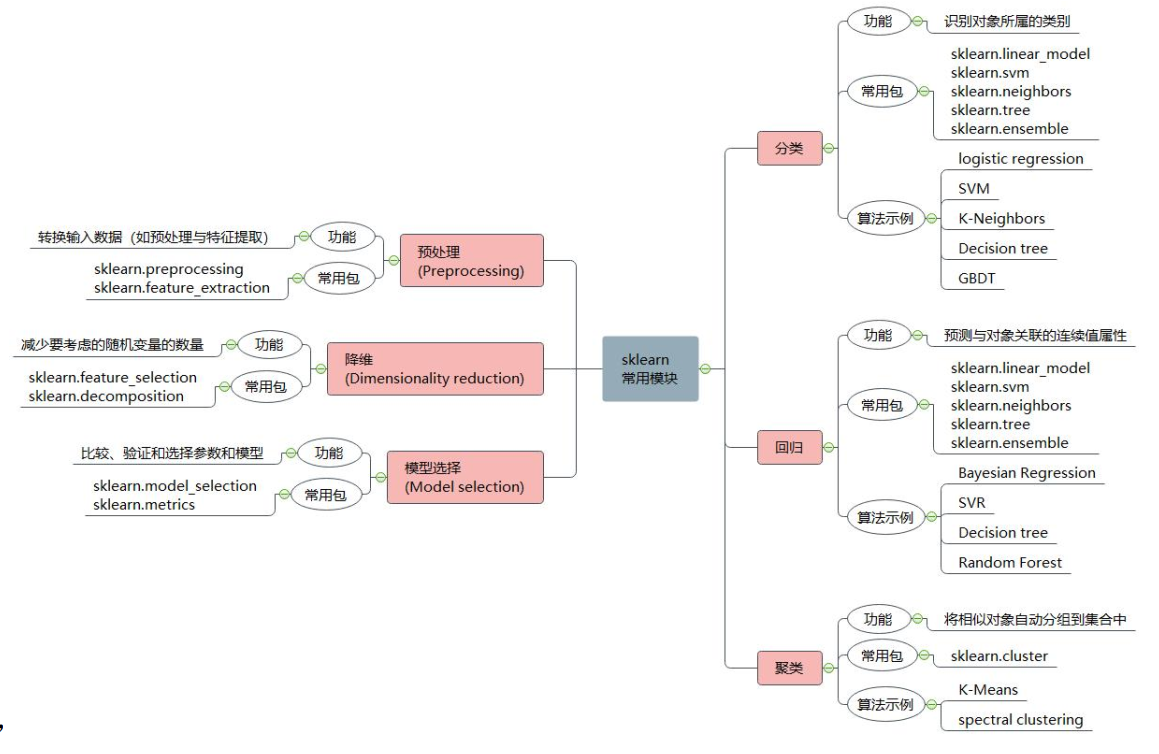 sklearn
常用模块
分类
功能
识别对象所属的类别
常用包
sklearn.linear_model
sklearn.svm
sklearn.neighbors
sklearn.tree
sklearn.ensemble
算法示例
logistic regression
SVM
K-Neighbors
Decision tree
GBDT
回归
功能
预测与对象关联的连续值属性
常用包
sklearn.linear_model
sklearn.svm
sklearn.neighbors
sklearn.tree
sklearn.ensemble
算法示例
Bayesian Regression
SVR
Decision tree
Random Forest
聚类
功能
将相似对象自动分组到集合中
常用包
sklearn.cluster
算法示例
K-Means
spectral clustering
预处理
(Preprocessing)
功能
转换输入数据（如预处理与特征提取）
常用包
sklearn.preprocessing
sklearn.feature_extraction
降维
(Dimensionality reduction)
功能
减少要考虑的随机变量的数量
常用包
sklearn.feature_selection
sklearn.decomposition
模型选择
(Model selection)
功能
比较、验证和选择参数和模型
常用包
sklearn.model_selection
sklearn.metrics
,